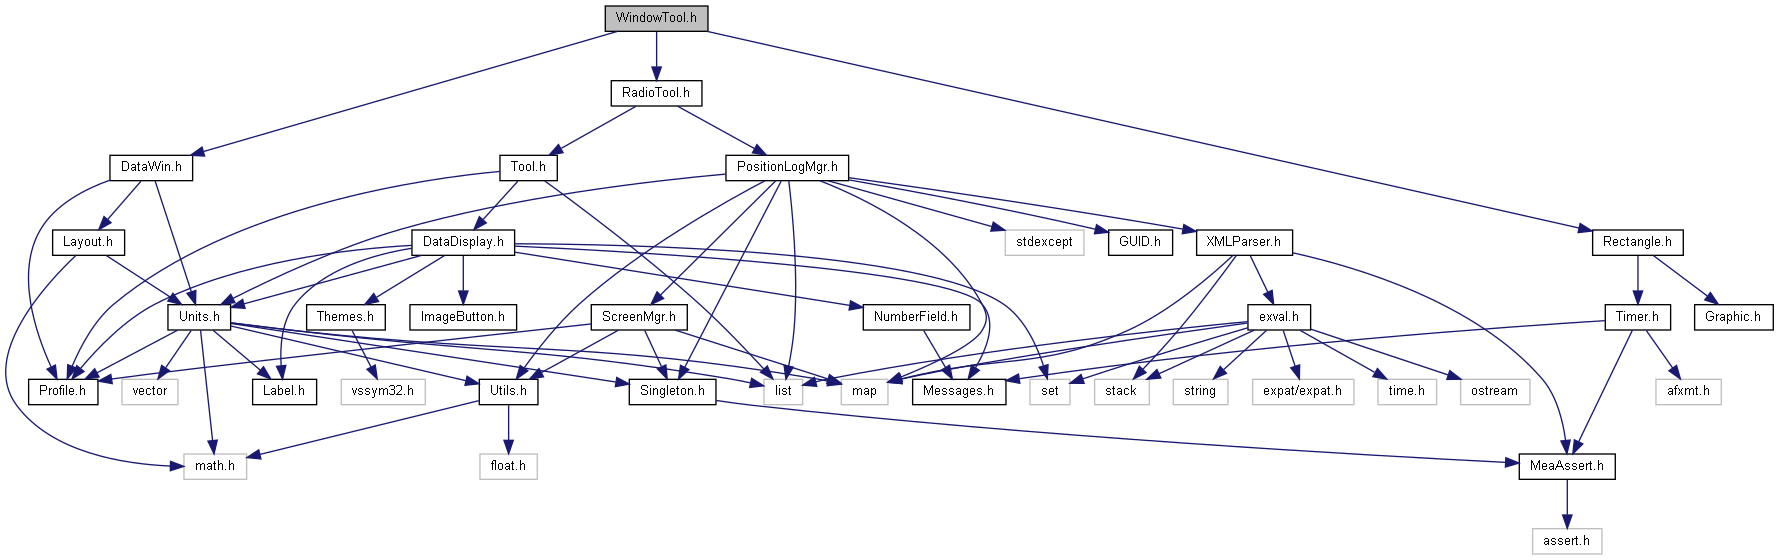 WindowTool.h
RadioTool.h
DataWin.h
Tool.h
PositionLogMgr.h
Layout.h
DataDisplay.h
stdexcept
GUID.h
XMLParser.h
Rectangle.h
Units.h
Themes.h
ImageButton.h
ScreenMgr.h
NumberField.h
exval.h
Timer.h
Graphic.h
Profile.h
vector
Label.h
vssym32.h
Utils.h
Singleton.h
list
map
Messages.h
set
stack
string
expat/expat.h
time.h
ostream
afxmt.h
math.h
float.h
MeaAssert.h
assert.h